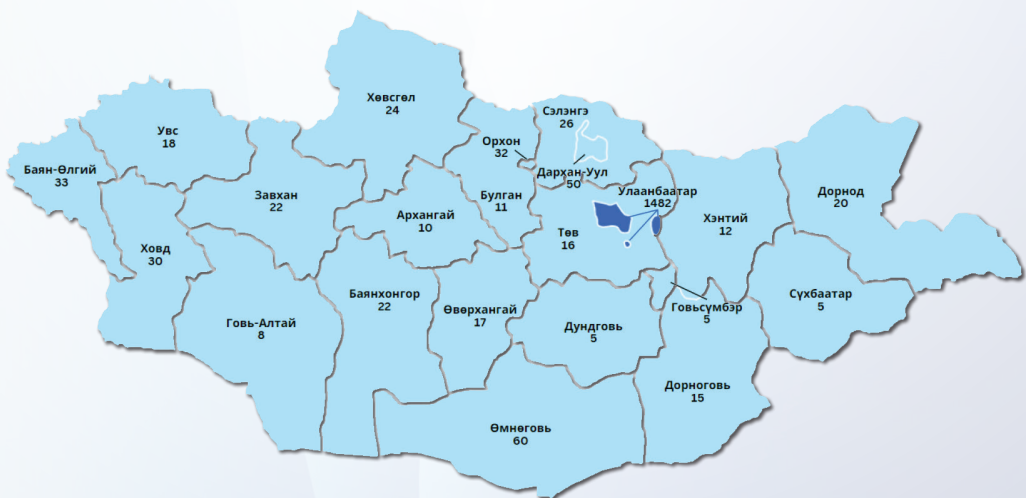 Хөвсгөл
24
Сэлэнгэ
26
Увс
18
Орхон
32
Баян-Өлгий
33
Дархан-Уул
50
Завхан
22
Булган
11
Улаанбаатар
1482
Дорнод
20
Архангай
10
Хэнтий
12
Төв
16
Ховд
30
Баянхонгор
22
Өвөрхангай
17
Говьсүмбэр
5
Сүхбаатар
5
Говь-Алтай
8
Дундговь
5
Дорноговь
15
Өмнөговь
60